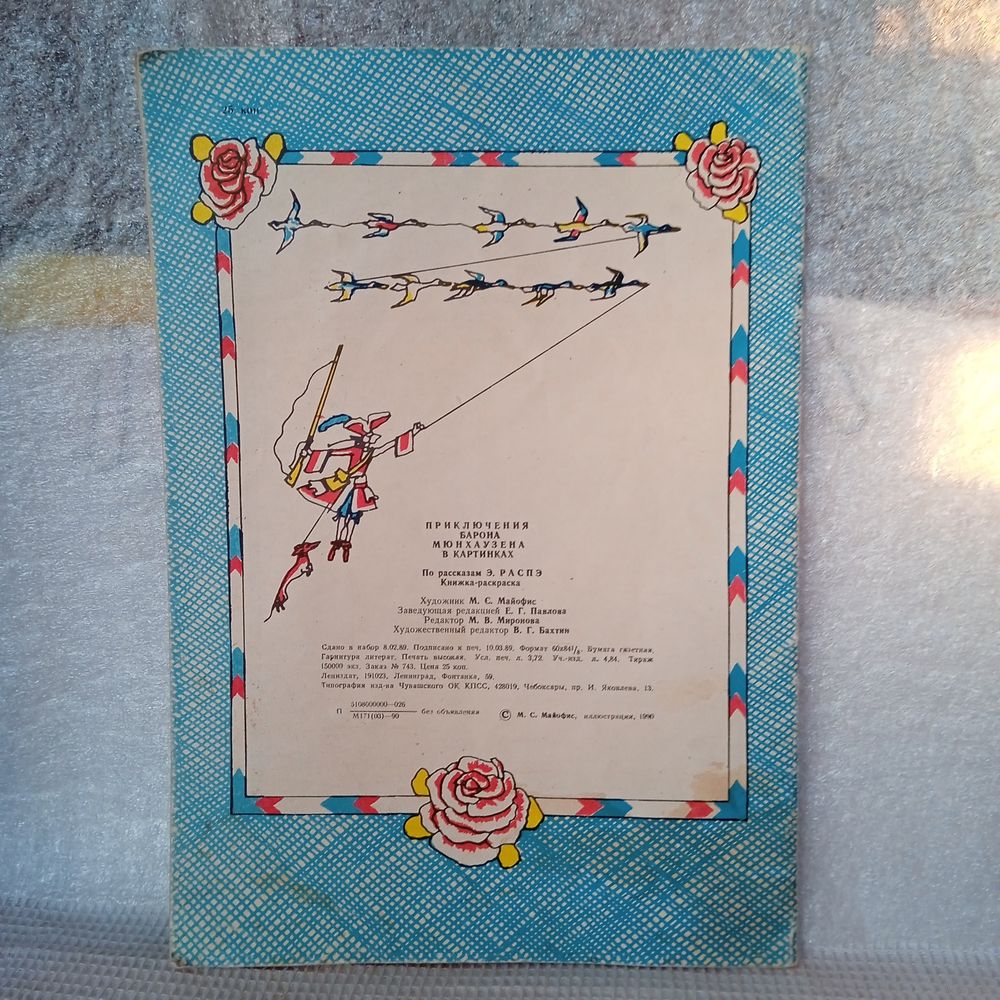 25 коп.
ПРИКЛЮЧЕНИЯ
БАРОНА
МЮНХАУЗЕНА
В КАРТИНКАХ
По рассказам Э. РАСПЭ
Книжка-раскраска
Художник М. С. Майофис
Заведующая редакцией Е. Г. Павлова
Редактор М. В. Миронова
Художественный редактор В. Г. Бахтин
Сдано в набор 8.02.89. Подписано к печ. 10.03.89. Формат 60х84¹/₈. Бумага газетная.
Гарнитура литерат. Печать высокая. Усл. печ. л. 3,72. Уч.-изд. л. 4,84. Тираж
150000 экз. Заказ № 743. Цена 25 коп.
Лениздат, 191023, Ленинград, Фонтанка, 59.
Типография изд-ва Чувашского ОК КПСС, 428019, Чебоксары, пр. И. Яковлева, 13.
П 5108000000—026 / М171(03)—90 без объявления © М. С. Майофис, иллюстрации, 1990